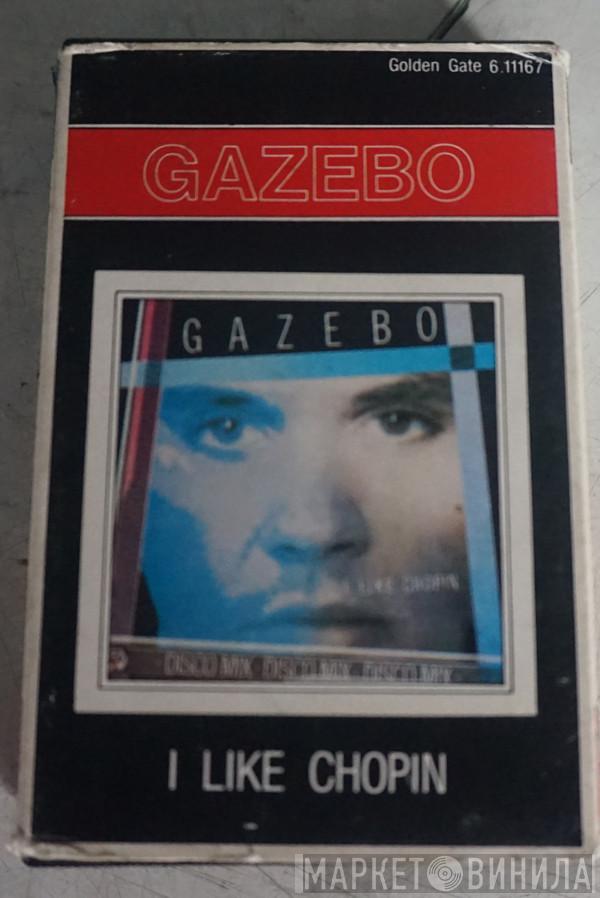 Golden Gate 6.11167
GAZEBO
GAZEBO
I LIKE CHOPIN
DISCO MIX · DISCO MIX · DISCO MIX
I LIKE CHOPIN
МАРКЕТ ВИНИЛА